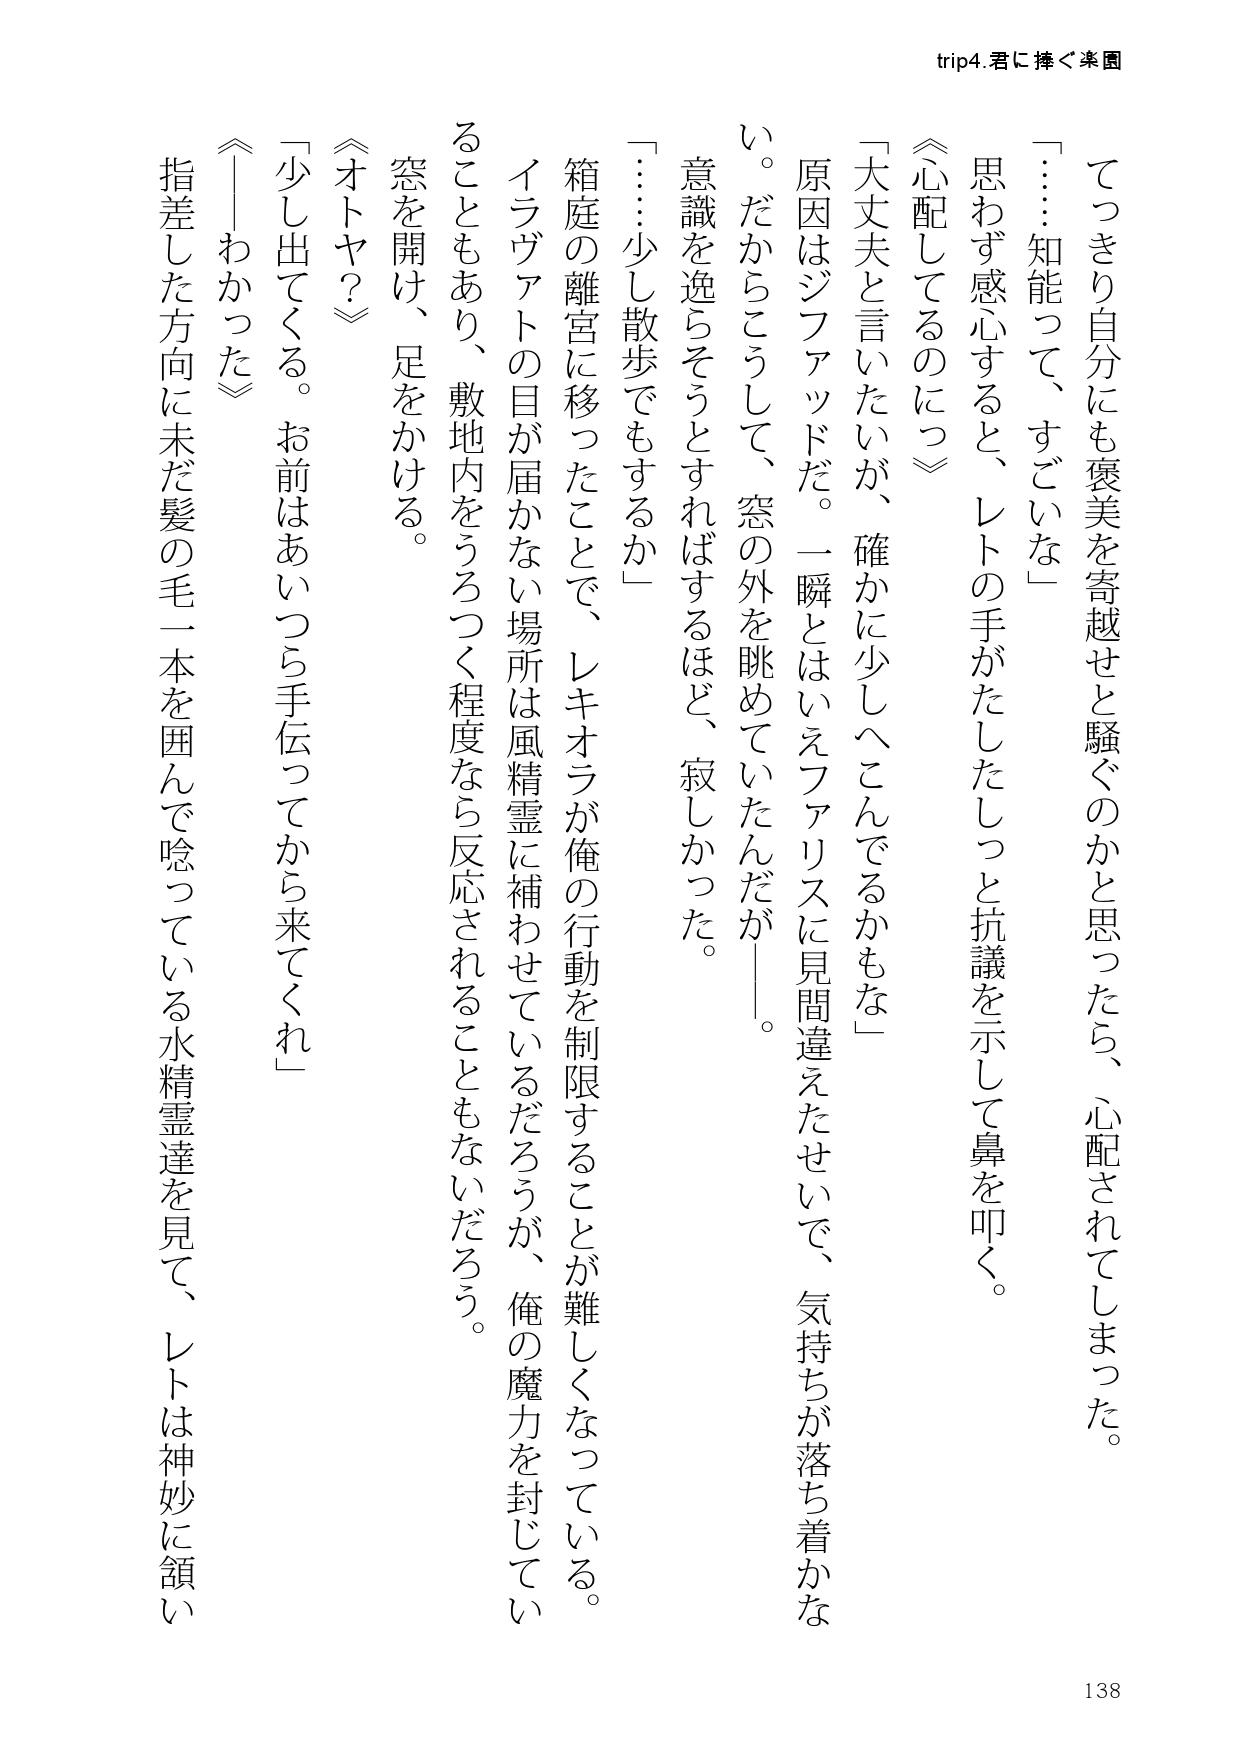 trip4.君に捧ぐ楽園
てっきり自分にも褒美を寄越せと騒ぐのかと思ったら、心配されてしまった。
「……知能って、すごいな」
思わず感心すると、レトの手がたしたしっと抗議を示して鼻を叩く。
《心配してるのにっ》
「大丈夫と言いたいが、確かに少しへこんでるかもな」
原因はジファッドだ。一瞬とはいえファリスに見間違えたせいで、気持ちが落ち着かな
い。だからこうして、窓の外を眺めていたんだが――。
意識を逸らそうとすればするほど、寂しかった。
「……少し散歩でもするか」
箱庭の離宮に移ったことで、レキオラが俺の行動を制限することが難しくなっている。
イラヴァトの目が届かない場所は風精霊に補わせているだろうが、俺の魔力を封じてい
ることもあり、敷地内をうろつく程度なら反応されることもないだろう。
窓を開け、足をかける。
《オトヤ？》
「少し出てくる。お前はあいつら手伝ってから来てくれ」
《――わかった》
指差した方向に未だ髪の毛一本を囲んで唸っている水精霊達を見て、レトは神妙に頷い
138